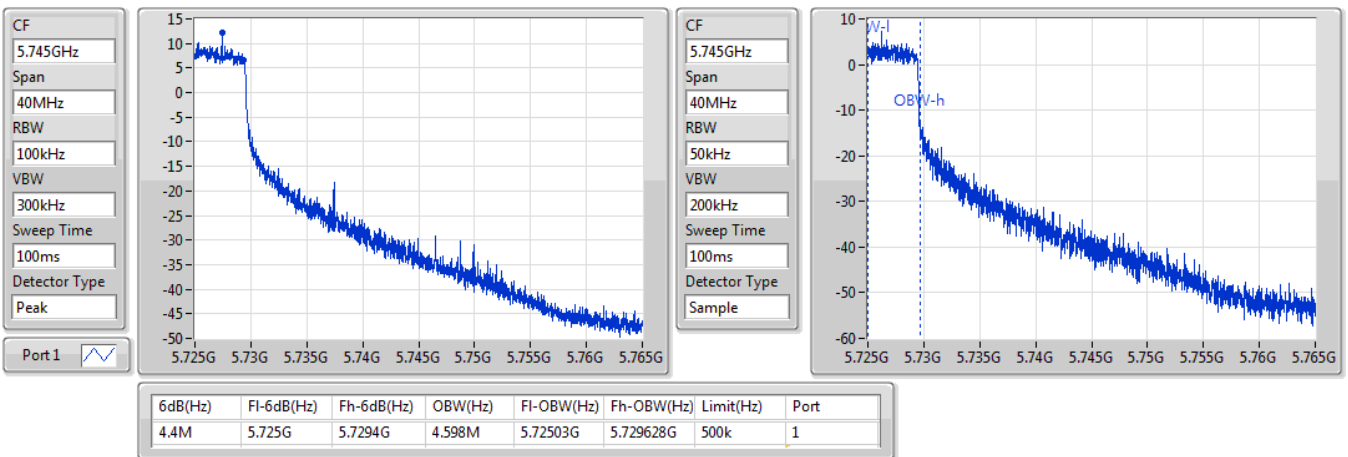 CF
5.745GHz
Span
40MHz
RBW
100kHz
VBW
300kHz
Sweep Time
100ms
Detector Type
Peak
Port 1
15
10
5
0
-5
-10
-15
-20
-25
-30
-35
-40
-45
-50
5.725G 5.73G 5.735G 5.74G 5.745G 5.75G 5.755G 5.76G 5.765G
CF
5.745GHz
Span
40MHz
RBW
50kHz
VBW
200kHz
Sweep Time
100ms
Detector Type
Sample
10
0
-10
-20
-30
-40
-50
-60
W-l
OBW-h
5.725G 5.73G 5.735G 5.74G 5.745G 5.75G 5.755G 5.76G 5.765G
6dB(Hz) Fl-6dB(Hz) Fh-6dB(Hz) OBW(Hz) Fl-OBW(Hz) Fh-OBW(Hz) Limit(Hz) Port
4.4M 5.725G 5.7294G 4.598M 5.72503G 5.729628G 500k 1